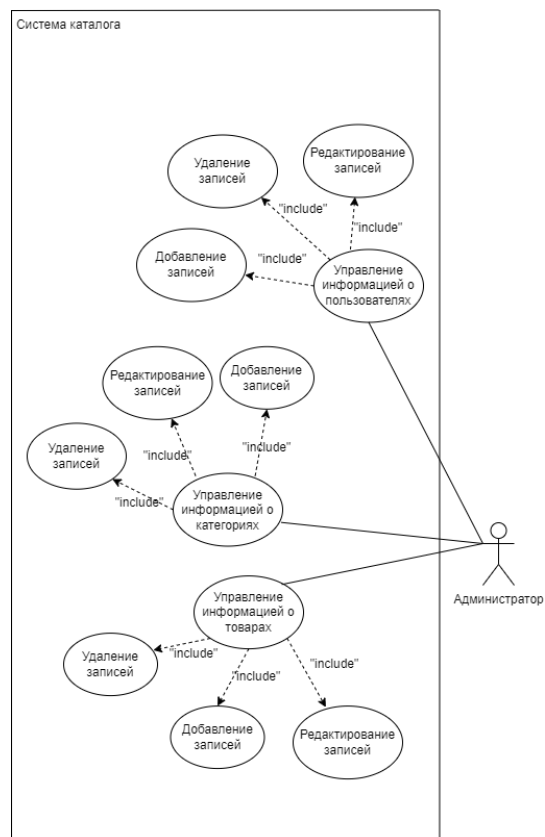 Система каталога
Удаление
записей
Редактирование
записей
"include"
"include"
Добавление
записей
"include"
Управление
информацией о
пользователях
Редактирование
записей
Добавление
записей
"include"
"include"
Удаление
записей
"include"
Управление
информацией о
категориях
Администратор
Управление
информацией о
товарах
Удаление
записей
"include"
"include"
"include"
Добавление
записей
Редактирование
записей